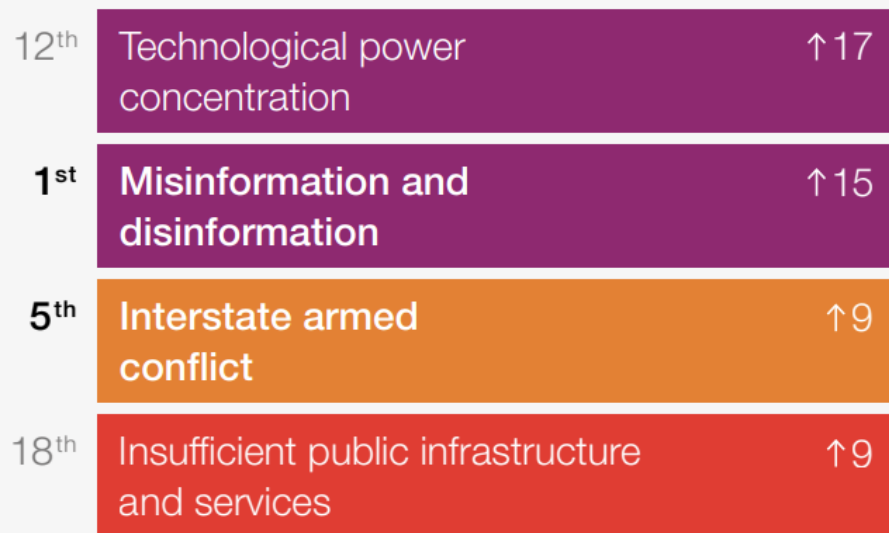 12th Technological power ↑17
concentration
1st Misinformation and ↑15
disinformation
5th Interstate armed ↑9
conflict
18th Insufficient public infrastructure ↑9
and services